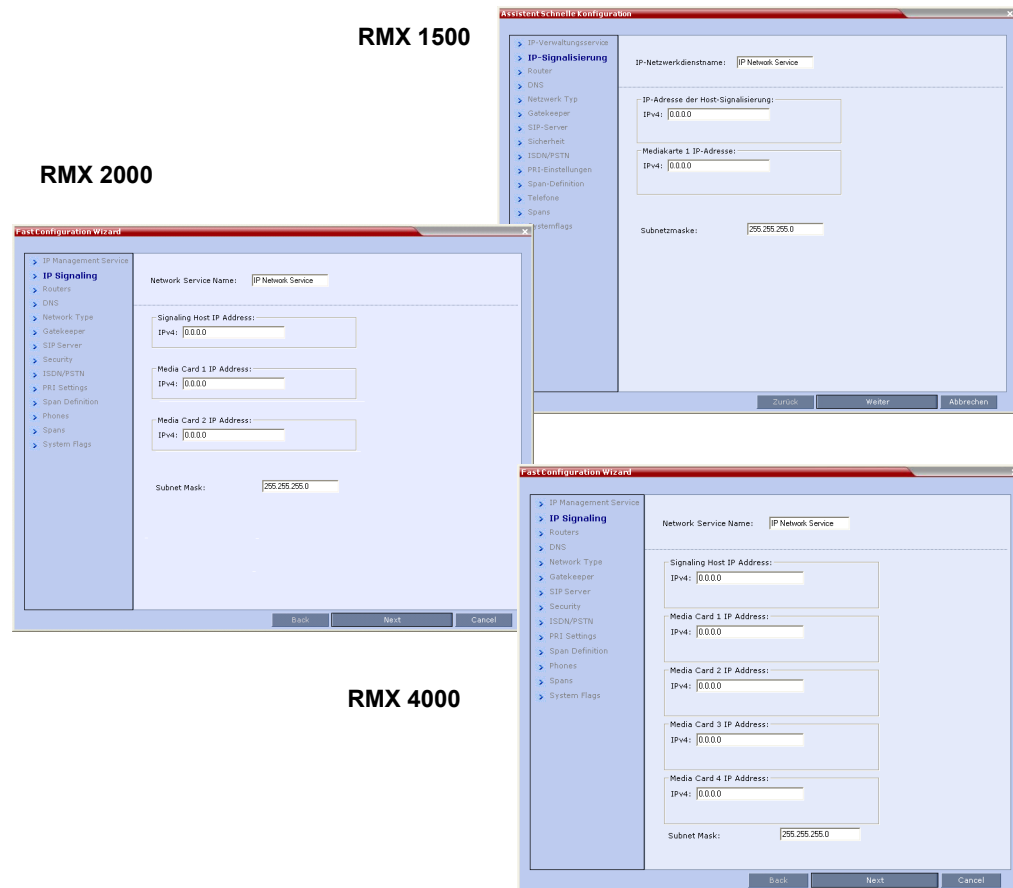 RMX 1500
Assistent Schnelle Konfiguration
IP-Verwaltungsservice
IP-Signalisierung
Router
DNS
Netzwerk Typ
Gatekeeper
SIP-Server
Sicherheit
ISDN/PSTN
PRI-Einstellungen
Span-Definition
Telefone
Spans
Systemflags
IP-Netzwerkdienstname: IP Network Service
IP-Adresse der Host-Signalisierung:
IPv4: 0.0.0.0
Mediakarte 1 IP-Adresse:
IPv4: 0.0.0.0
Subnetzmaske: 255.255.255.0
Zurück Weiter Abbrechen
RMX 2000
Fast Configuration Wizard
IP Management Service
IP Signaling
Routers
DNS
Network Type
Gatekeeper
SIP Server
Security
ISDN/PSTN
PRI Settings
Span Definition
Phones
Spans
System Flags
Network Service Name: IP Network Service
Signaling Host IP Address:
IPv4: 0.0.0.0
Media Card 1 IP Address:
IPv4: 0.0.0.0
Media Card 2 IP Address:
IPv4: 0.0.0.0
Subnet Mask: 255.255.255.0
Back Next Cancel
RMX 4000
Fast Configuration Wizard
IP Management Service
IP Signaling
Routers
DNS
Network Type
Gatekeeper
SIP Server
Security
ISDN/PSTN
PRI Settings
Span Definition
Phones
Spans
System Flags
Network Service Name: IP Network Service
Signaling Host IP Address:
IPv4: 0.0.0.0
Media Card 1 IP Address:
IPv4: 0.0.0.0
Media Card 2 IP Address:
IPv4: 0.0.0.0
Media Card 3 IP Address:
IPv4: 0.0.0.0
Media Card 4 IP Address:
IPv4: 0.0.0.0
Subnet Mask: 255.255.255.0
Back Next Cancel